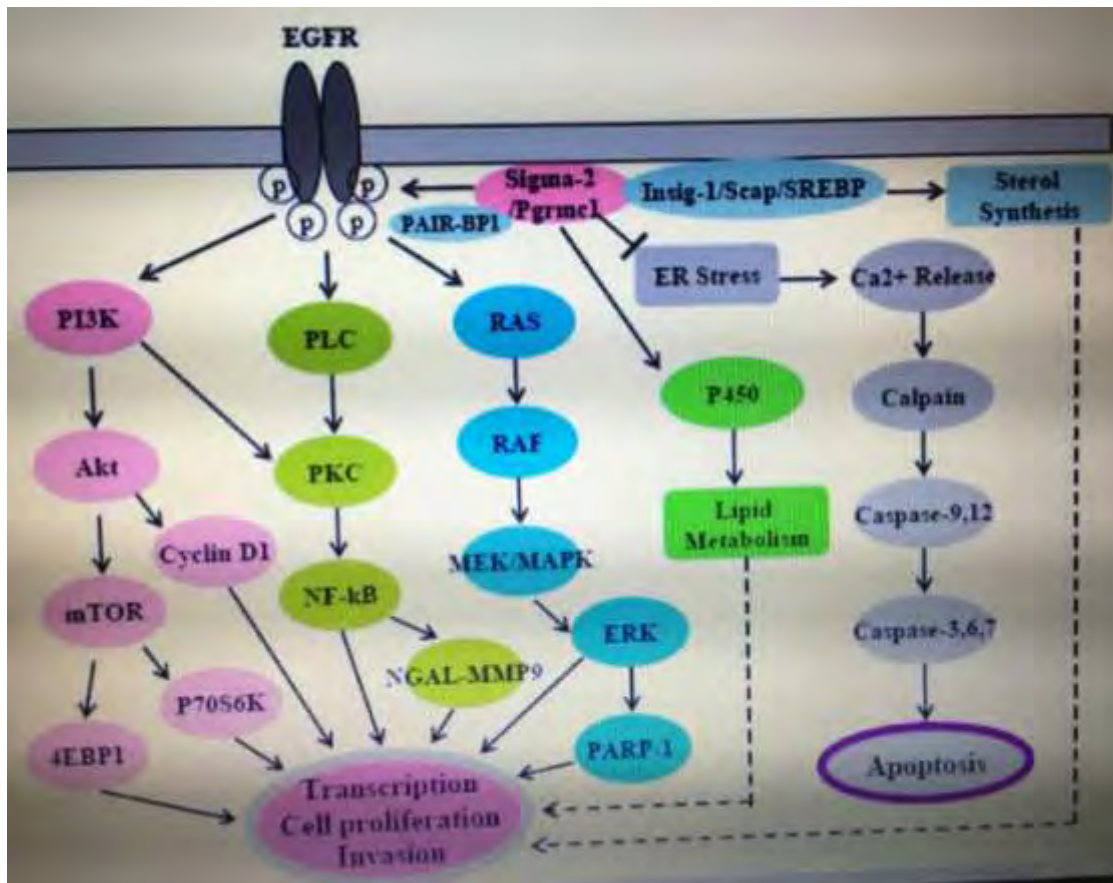 EGFR
p
p
p
p
Sigma-2
/Pgrmc1
PAIR-BP1
Insig-1/Scap/SREBP
Sterol
Synthesis
ER Stress
Ca2+ Release
PI3K
PLC
RAS
P450
Calpain
Akt
PKC
RAF
Lipid
Metabolism
Caspase-9,12
Cyclin D1
MEK/MAPK
mTOR
NF-kB
ERK
Caspase-3,6,7
NGAL-MMP9
P70S6K
4EBP1
PARP-1
Apoptosis
Transcription
Cell proliferation
Invasion